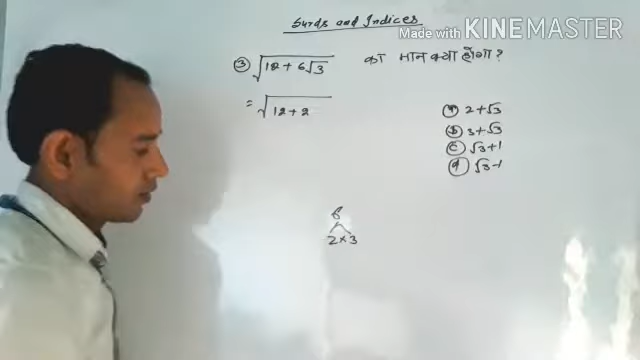 Surds and Indices
Made with KINEMASTER
③ √12 + 6√3 का मान क्या होगा ?
= √12 + 2
(a) 2 + √3
(b) 3 + √3
(c) √3 + 1
(d) √3 - 1
6
2 × 3